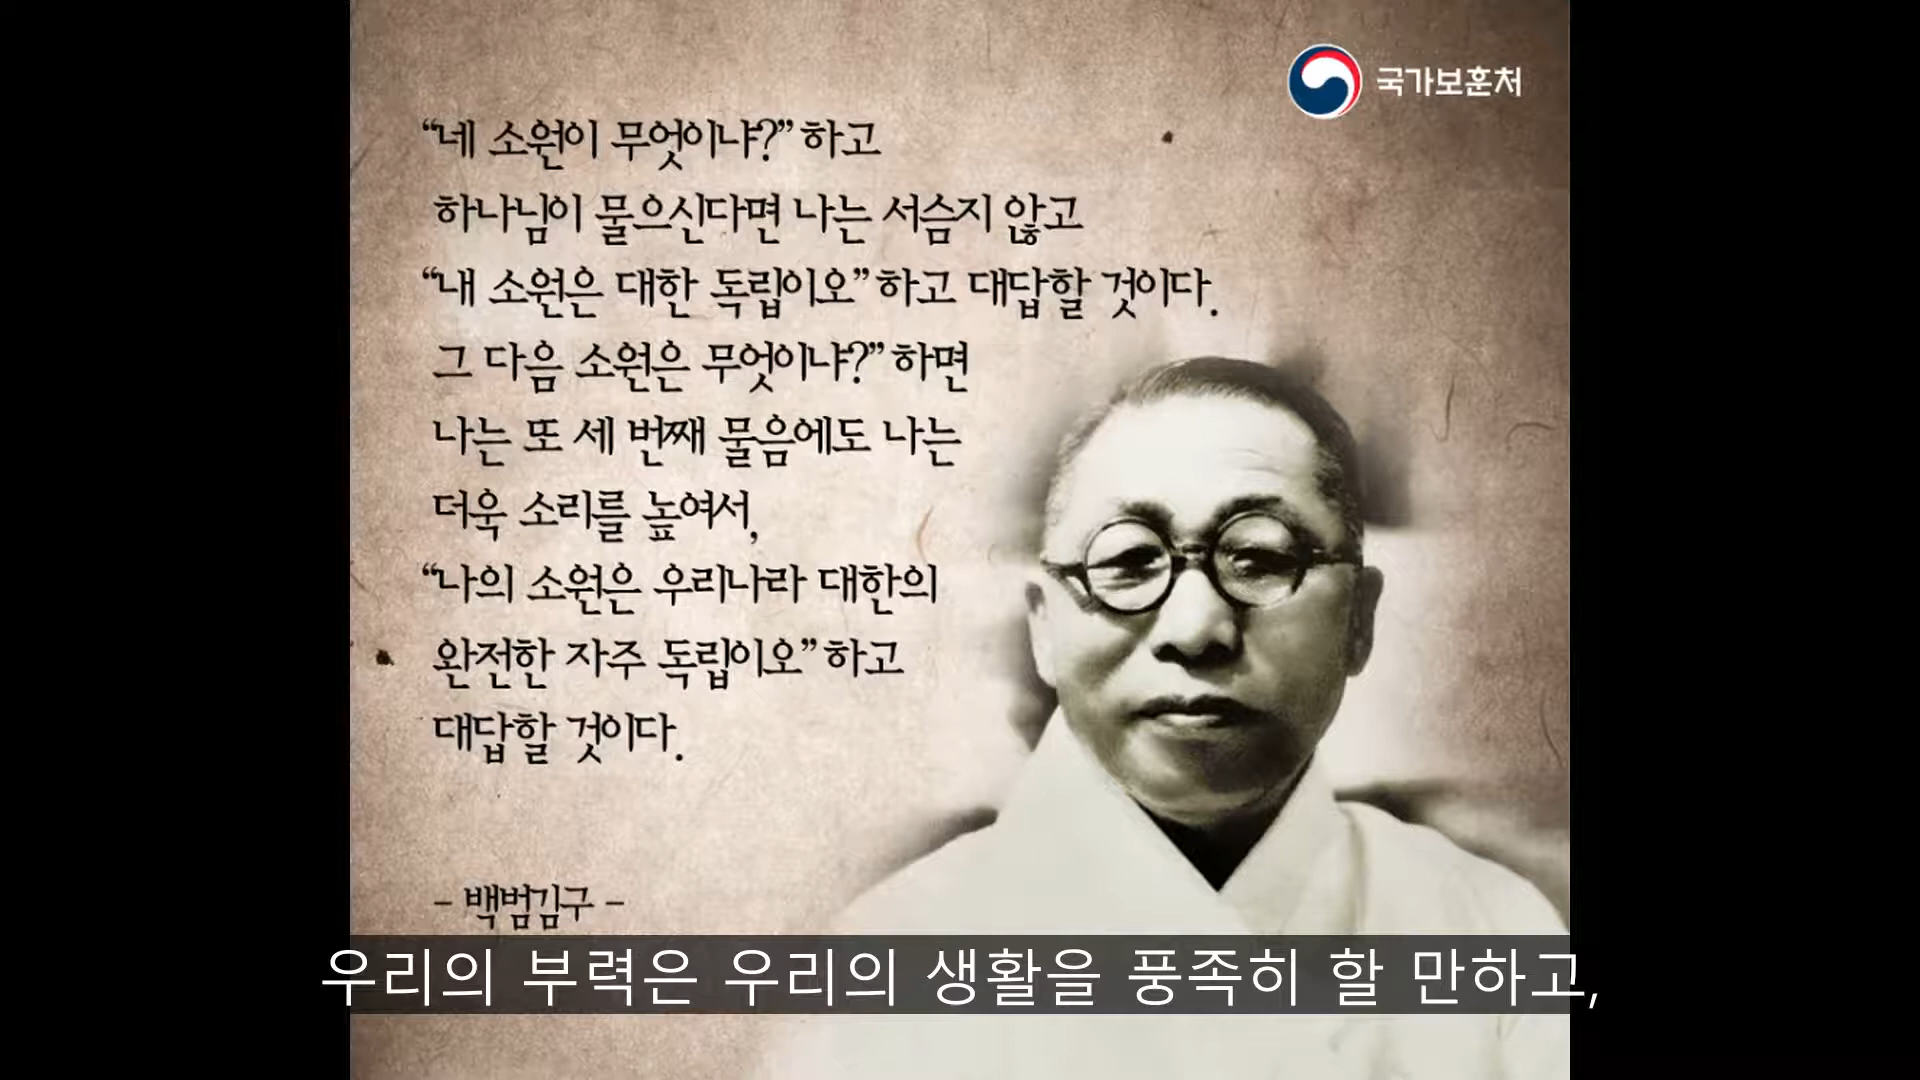 국가보훈처
“네 소원이 무엇이냐?” 하고
하나님이 물으신다면 나는 서슴지 않고
“내 소원은 대한 독립이오” 하고 대답할 것이다.
그 다음 소원은 무엇이냐?” 하면
나는 또 세 번째 물음에도 나는
더욱 소리를 높여서,
“나의 소원은 우리나라 대한의
완전한 자주 독립이오” 하고
대답할 것이다.
- 백범김구 -
우리의 부력은 우리의 생활을 풍족히 할 만하고,